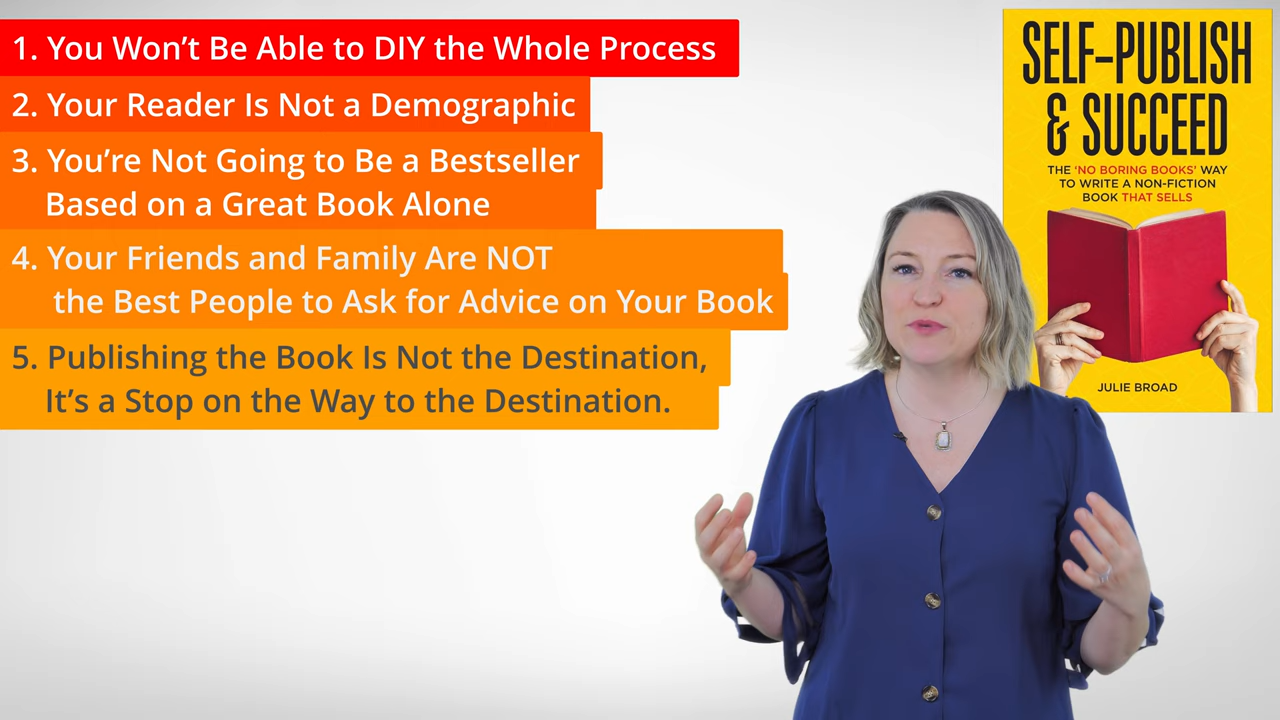 1. You Won’t Be Able to DIY the Whole Process
2. Your Reader Is Not a Demographic
3. You’re Not Going to Be a Bestseller
Based on a Great Book Alone
4. Your Friends and Family Are NOT
the Best People to Ask for Advice on Your Book
5. Publishing the Book Is Not the Destination,
It’s a Stop on the Way to the Destination.
SELF-PUBLISH
& SUCCEED
THE ‘NO BORING BOOKS’ WAY
TO WRITE A NON-FICTION
BOOK THAT SELLS
JULIE BROAD